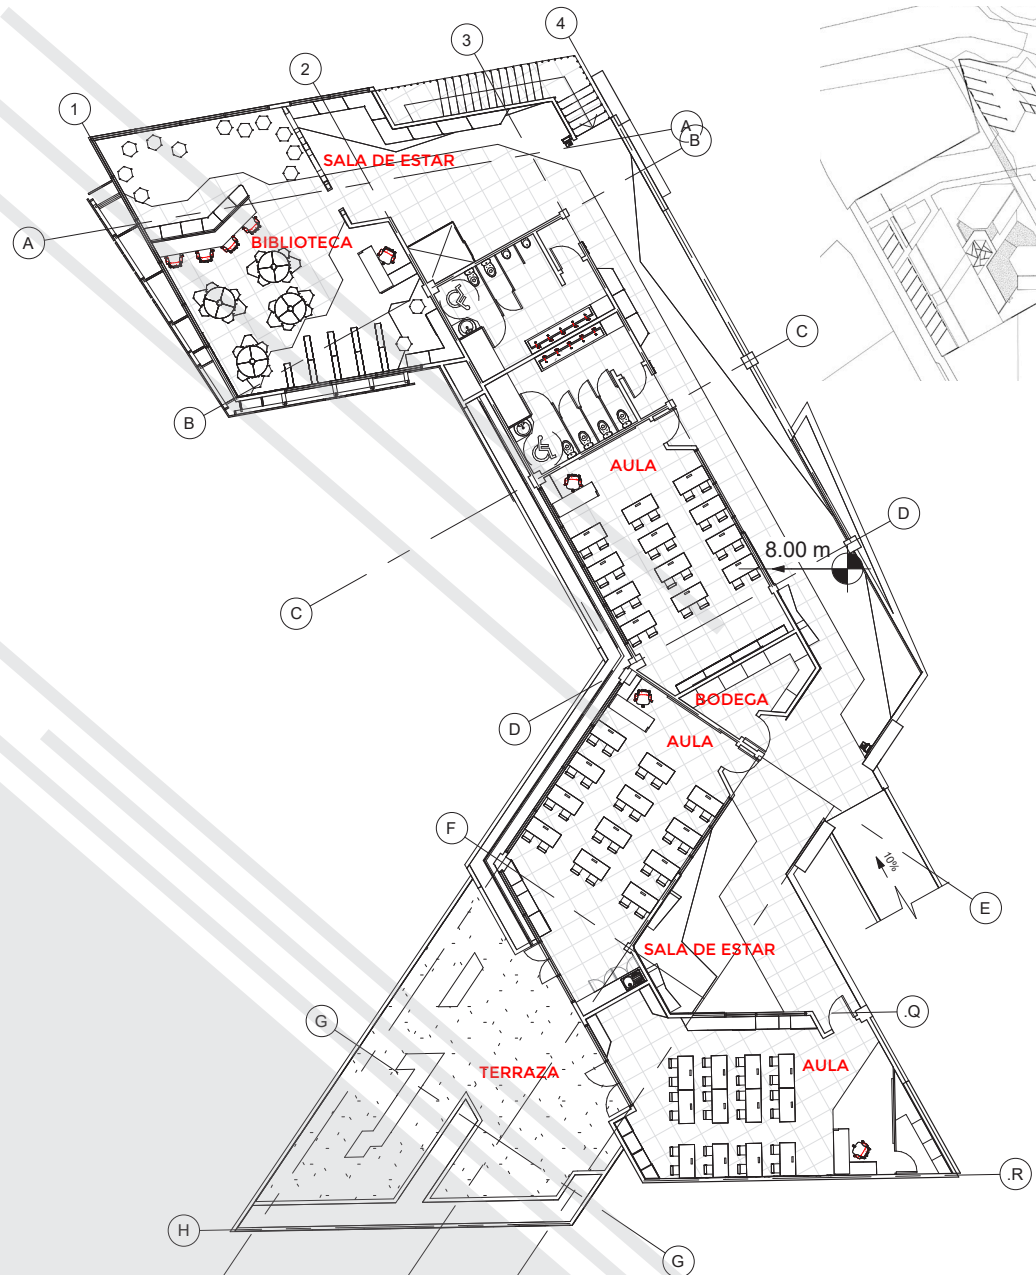 4
3
2
1
A
B
SALA DE ESTAR
A
BIBLIOTECA
C
B
AULA
D
8.00 m
C
BODEGA
D
AULA
F
10%
E
SALA DE ESTAR
.Q
G
TERRAZA
AULA
.R
H
G